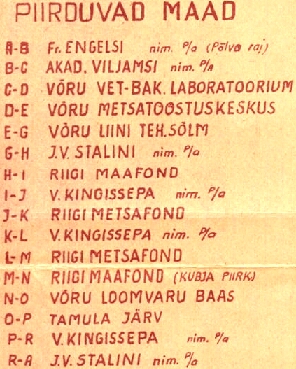 PIIRDUVAD MAAD
A-B Fr. ENGELSI nim. p/a (Põlva raj)
B-C AKAD. VILJAMSI nim. p/a
C-D VÕRU VET-BAK. LABORATOORIUM
D-E VÕRU METSATÖÖSTUSKESKUS
E-G VÕRU LIINI TEH. SÕLM
G-H J.V. STALINI nim. p/a
H-I RIIGI MAAFOND
I-J V. KINGISSEPA nim. p/a
J-K RIIGI METSAFOND
K-L V. KINGISSEPA nim. p/a
L-M RIIGI METSAFOND
M-N RIIGI MAAFOND (KUBJA PIIRK)
N-O VÕRU LOOMVARU BAAS
O-P TAMULA JÄRV
P-R V. KINGISSEPA nim. p/a
R-A J.V. STALINI nim. p/a